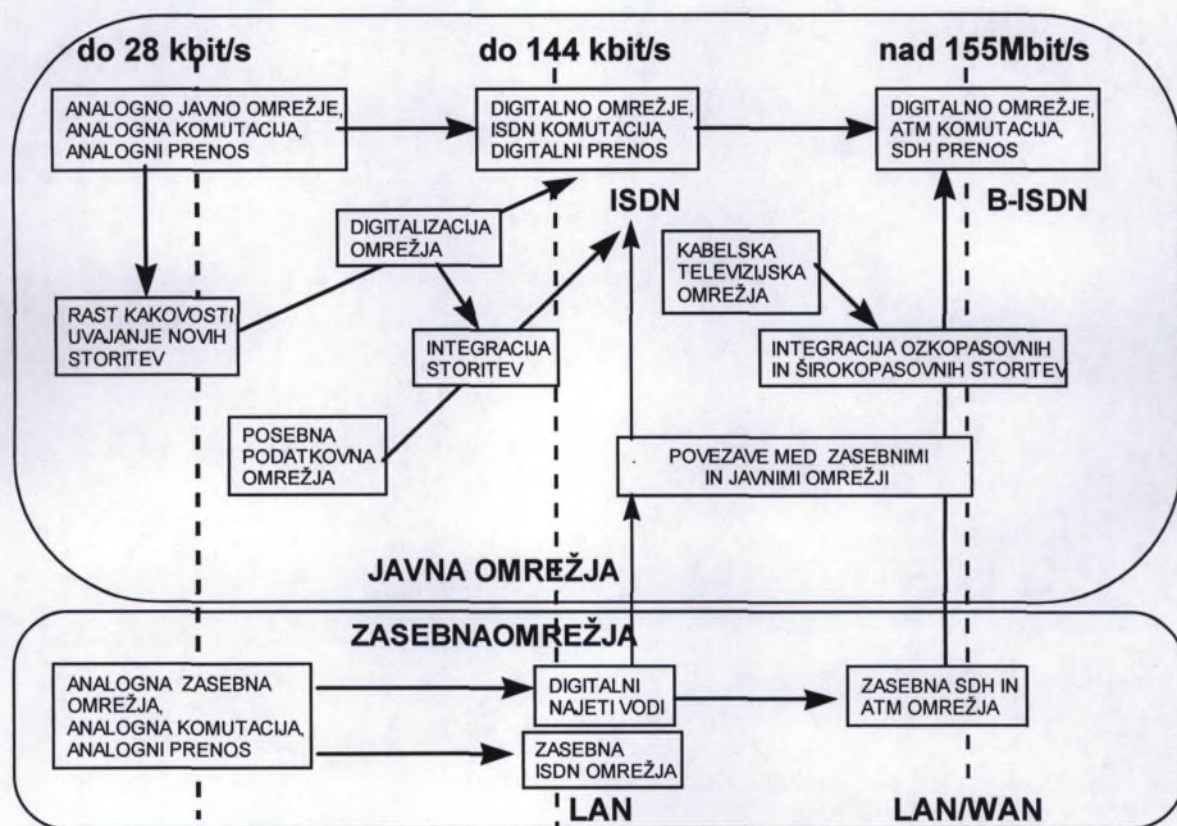 do 28 kbit/s
do 144 kbit/s
nad 155Mbit/s
ANALOGNO JAVNO OMREŽJE,
ANALOGNA KOMUTACIJA,
ANALOGNI PRENOS
DIGITALNO OMREŽJE,
ISDN KOMUTACIJA,
DIGITALNI PRENOS
DIGITALNO OMREŽJE,
ATM KOMUTACIJA,
SDH PRENOS
ISDN
B-ISDN
DIGITALIZACIJA
OMREŽJA
KABELSKA
TELEVIZIJSKA
OMREŽJA
RAST KAKOVOSTI
UVAJANJE NOVIH
STORITEV
INTEGRACIJA
STORITEV
INTEGRACIJA OZKOPASOVNIH
IN ŠIROKOPASOVNIH STORITEV
POSEBNA
PODATKOVNA
OMREŽJA
POVEZAVE MED ZASEBNIMI
IN JAVNIMI OMREŽJI
JAVNA OMREŽJA
ZASEBNAOMREŽJA
ANALOGNA ZASEBNA
OMREŽJA,
ANALOGNA KOMUTACIJA,
ANALOGNI PRENOS
DIGITALNI
NAJETI VODI
ZASEBNA SDH IN
ATM OMREŽJA
ZASEBNA
ISDN OMREŽJA
LAN
LAN/WAN